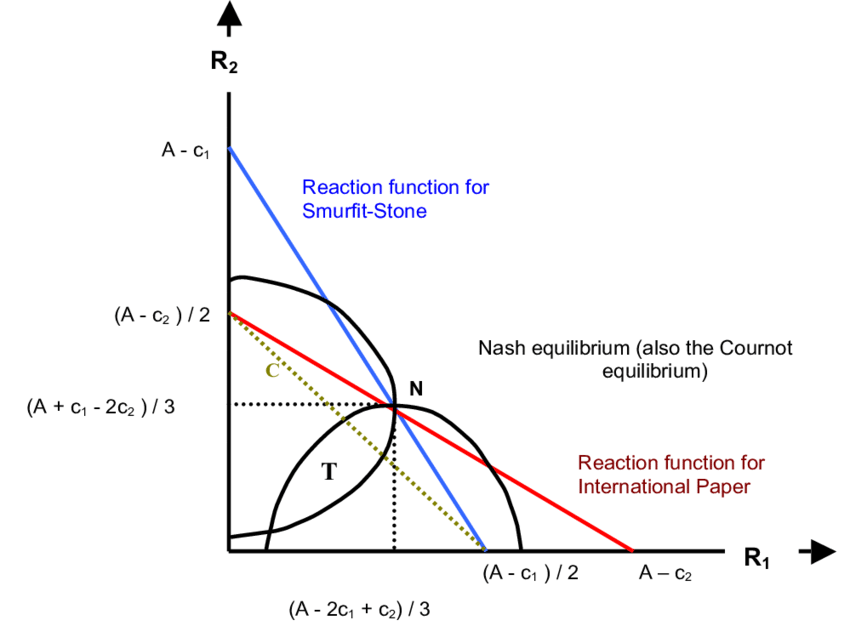 R₂
A - c₁
Reaction function for
Smurfit-Stone
(A - c₂ ) / 2
C
Nash equilibrium (also the Cournot
equilibrium)
N
(A + c₁ - 2c₂ ) / 3
T
Reaction function for
International Paper
R₁
(A - c₁ ) / 2
A – c₂
(A - 2c₁ + c₂) / 3